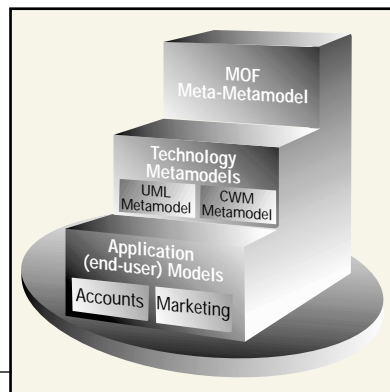 MOF
Meta-Metamodel
Technology
Metamodels
UML
Metamodel
CWM
Metamodel
Application
(end-user) Models
Accounts
Marketing